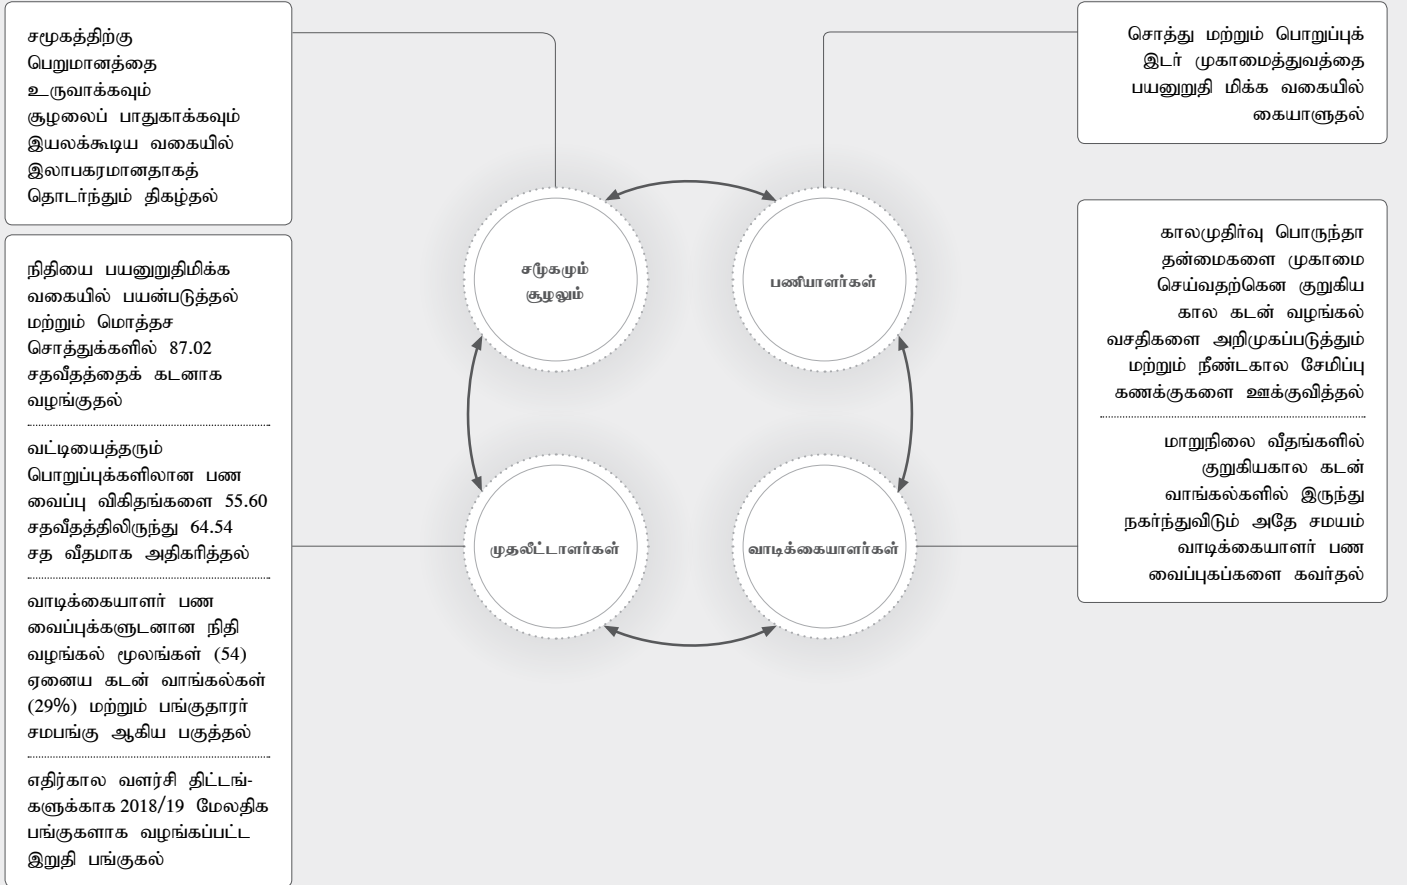 சமூகத்திற்கு
பெறுமானத்தை
உருவாக்கவும்
சூழலைப் பாதுகாக்கவும்
இயலக்கூடிய வகையில்
இலாபகரமானதாகத்
தொடர்ந்தும் திகழ்தல்
நிதியை பயனுறுதிமிக்க
வகையில் பயன்படுத்தல்
மற்றும் மொத்தச
சொத்துக்களில் 87.02
சதவீதத்தைக் கடனாக
வழங்குதல்
வட்டியைத்தரும்
பொறுப்புக்களிலான பண
வைப்பு விகிதங்களை 55.60
சதவீதத்திலிருந்து 64.54
சத வீதமாக அதிகரித்தல்
வாடிக்கையாளர் பண
வைப்புக்களுடனான நிதி
வழங்கல் மூலங்கள் (54)
ஏனைய கடன் வாங்கல்கள்
(29%) மற்றும் பங்குதாரர்
சமபங்கு ஆகிய பகுத்தல்
எதிர்கால வளர்சி திட்டங்-
களுக்காக 2018/19 மேலதிக
பங்குகளாக வழங்கப்பட்ட
இறுதி பங்குகல்
சமூகமும்
சூழலும்
பணியாளர்கள்
முதலீட்டாளர்கள்
வாடிக்கையாளர்கள்
சொத்து மற்றும் பொறுப்புக்
இடர் முகாமைத்துவத்தை
பயனுறுதி மிக்க வகையில்
கையாளுதல்
காலமுதிர்வு பொருந்தா
தன்மைகளை முகாமை
செய்வதற்கென குறுகிய
கால கடன் வழங்கல்
வசதிகளை அறிமுகப்படுத்தும்
மற்றும் நீண்டகால சேமிப்பு
கணக்குகளை ஊக்குவித்தல்
மாறுநிலை வீதங்களில்
குறுகியகால கடன்
வாங்கல்களில் இருந்து
நகர்ந்துவிடும் அதே சமயம்
வாடிக்கையாளர் பண
வைப்புகப்களை கவர்தல்